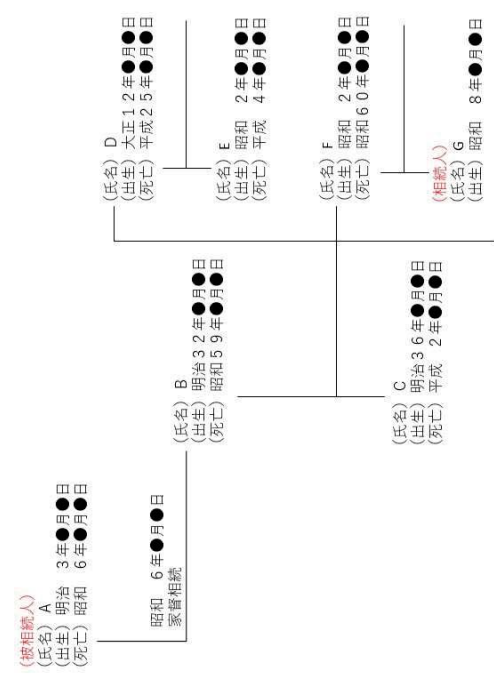 (被相続人)
(氏名) A
(出生) 明治 3年●月●日
(死亡) 昭和 6年●月●日
昭和 6年●月●日
家督相続
(氏名) B
(出生) 明治32年●月●日
(死亡) 昭和59年●月●日
(氏名) C
(出生) 明治36年●月●日
(死亡) 平成 2年●月●日
(氏名) D
(出生) 大正12年●月●日
(死亡) 平成25年●月●日
(氏名) E
(出生) 昭和 2年●月●日
(死亡) 平成 4年●月●日
(氏名) F
(出生) 昭和 2年●月●日
(死亡) 昭和60年●月●日
(相続人)
(氏名) G
(出生) 昭和 8年●月●日